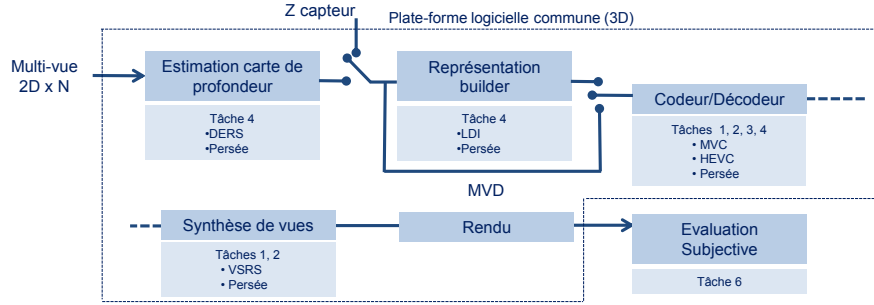 Z capteur
Plate-forme logicielle commune (3D)
Multi-vue
2D x N
Estimation carte de
profondeur
Tâche 4
•DERS
•Persée
Représentation
builder
Tâche 4
•LDI
•Persée
Codeur/Décodeur
Tâches 1, 2, 3, 4
• MVC
• HEVC
• Persée
MVD
Synthèse de vues
Tâches 1, 2
• VSRS
• Persée
Rendu
Evaluation
Subjective
Tâche 6